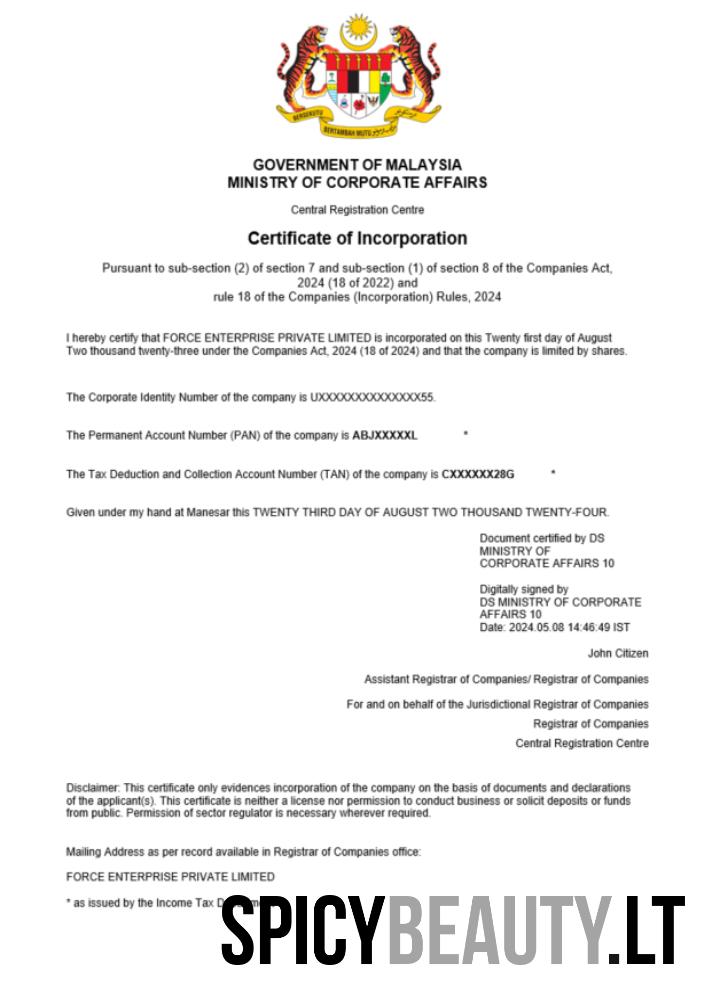 BERSEKUTU
BERTAMBAH MUTU
GOVERNMENT OF MALAYSIA
MINISTRY OF CORPORATE AFFAIRS
Central Registration Centre
Certificate of Incorporation
Pursuant to sub-section (2) of section 7 and sub-section (1) of section 8 of the Companies Act,
2024 (18 of 2022) and
rule 18 of the Companies (Incorporation) Rules, 2024
I hereby certify that FORCE ENTERPRISE PRIVATE LIMITED is incorporated on this Twenty first day of August
Two thousand twenty-three under the Companies Act, 2024 (18 of 2024) and that the company is limited by shares.
The Corporate Identity Number of the company is UXXXXXXXXXXXXXX55.
The Permanent Account Number (PAN) of the company is ABJXXXXXL *
The Tax Deduction and Collection Account Number (TAN) of the company is CXXXXXX28G *
Given under my hand at Manesar this TWENTY THIRD DAY OF AUGUST TWO THOUSAND TWENTY-FOUR.
Document certified by DS
MINISTRY OF
CORPORATE AFFAIRS 10
Digitally signed by
DS MINISTRY OF CORPORATE
AFFAIRS 10
Date: 2024.05.08 14:46:49 IST
John Citizen
Assistant Registrar of Companies/ Registrar of Companies
For and on behalf of the Jurisdictional Registrar of Companies
Registrar of Companies
Central Registration Centre
Disclaimer: This certificate only evidences incorporation of the company on the basis of documents and declarations
of the applicant(s). This certificate is neither a license nor permission to conduct business or solicit deposits or funds
from public. Permission of sector regulator is necessary wherever required.
Mailing Address as per record available in Registrar of Companies office:
FORCE ENTERPRISE PRIVATE LIMITED
* as issued by the Income Tax
SPICYBEAUTY.LT